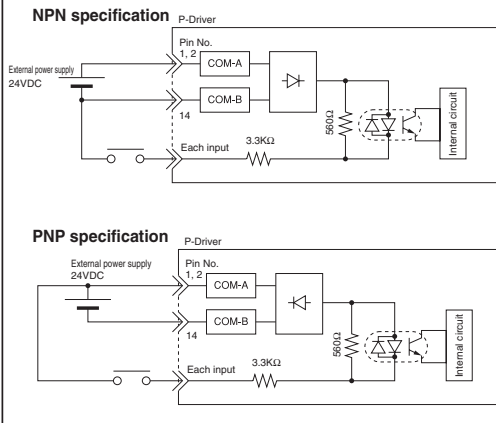 NPN specification
P-Driver
Pin No.
1, 2
External power supply
24VDC
COM-A
COM-B
14
Each input
3.3KΩ
560Ω
Internal circuit
PNP specification
P-Driver
External power supply
24VDC
Pin No.
1, 2
COM-A
COM-B
14
Each input
3.3KΩ
560Ω
Internal circuit